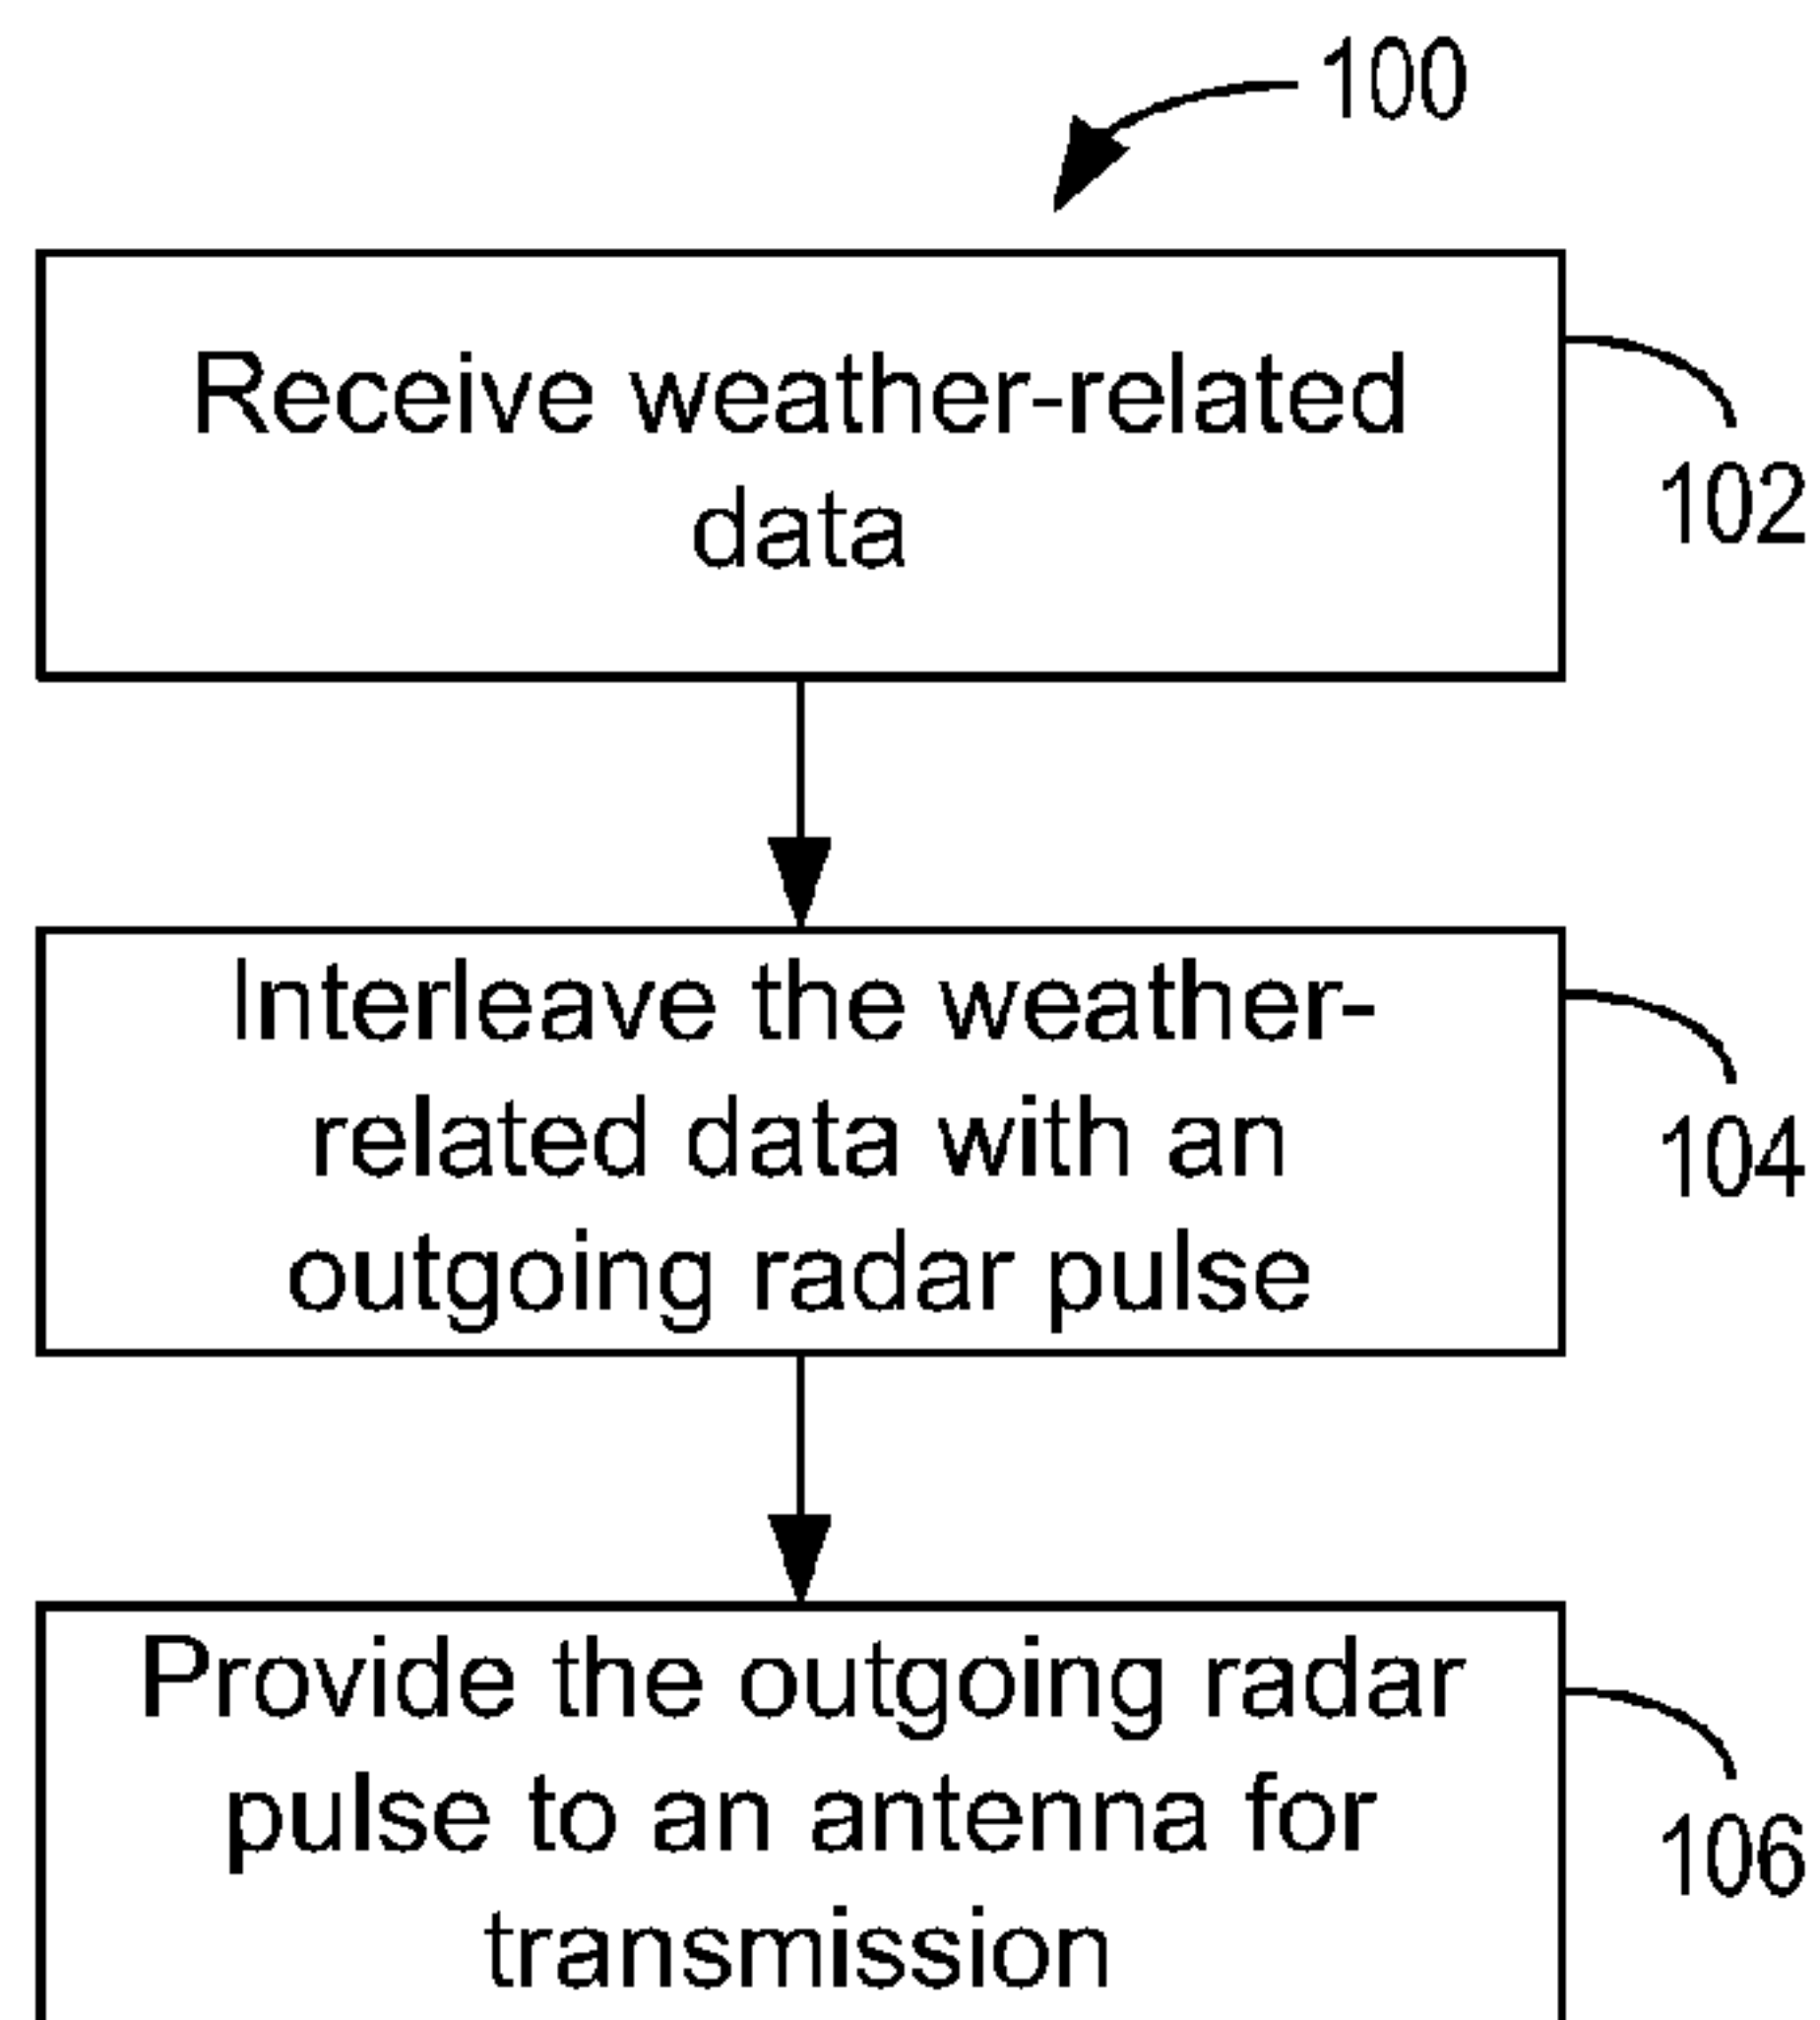 100
Receive weather-related
data
102
Interleave the weather-
related data with an
outgoing radar pulse
104
Provide the outgoing radar
pulse to an antenna for
transmission
106